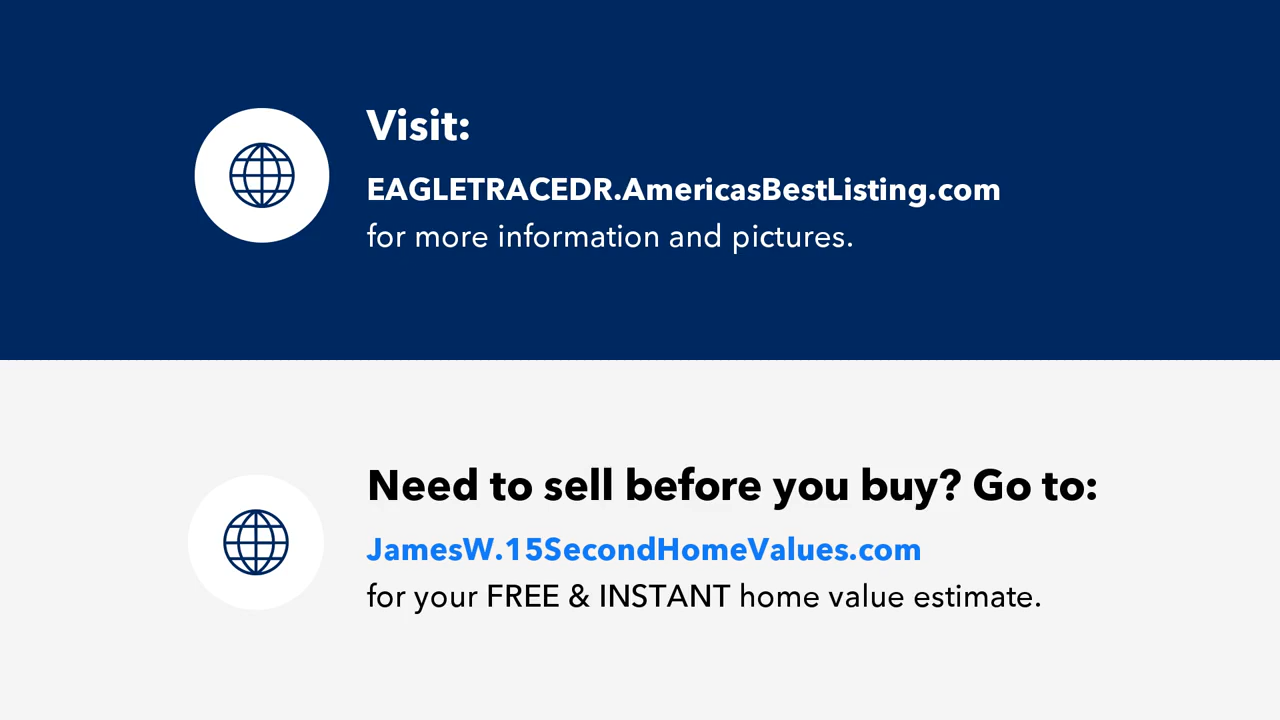 Visit:
EAGLETRACEDR.AmericasBestListing.com
for more information and pictures.
Need to sell before you buy? Go to:
JamesW.15SecondHomeValues.com
for your FREE & INSTANT home value estimate.